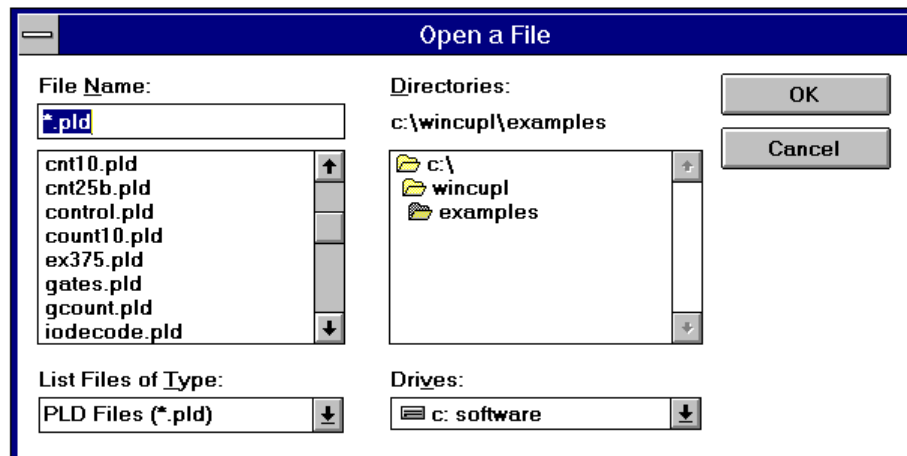 Open a File
File Name:
*.pld
cnt10.pld
cnt25b.pld
control.pld
count10.pld
ex375.pld
gates.pld
gcount.pld
iodecode.pld
List Files of Type:
PLD Files (*.pld)
Directories:
c:\wincupl\examples
c:\
wincupl
examples
Drives:
c: software
OK
Cancel